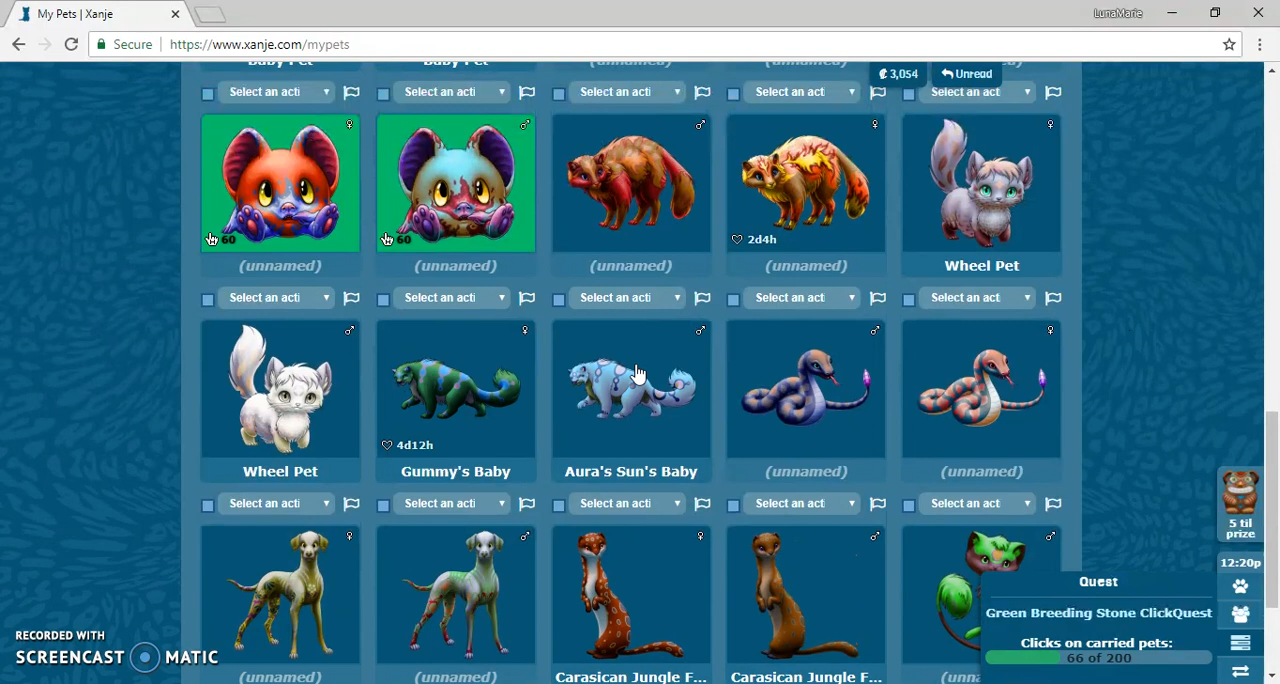 My Pets | Xanje
LunaMarie
Secure
https://www.xanje.com/mypets
Baby Pet Baby Pet (unnamed) (unnamed) (unnamed)
3,054 Unread
Select an acti Select an acti Select an acti Select an acti Select an acti
60 60 2d4h
(unnamed) (unnamed) (unnamed) (unnamed) Wheel Pet
Select an acti Select an acti Select an acti Select an acti Select an acti
4d12h
Wheel Pet Gummy's Baby Aura's Sun's Baby (unnamed) (unnamed)
Select an acti Select an acti Select an acti Select an acti Select an acti
5 til
prize
12:20p
Quest
Green Breeding Stone ClickQuest
Clicks on carried pets:
66 of 200
RECORDED WITH
SCREENCAST MATIC
(unnamed) (unnamed) Carasican Jungle F... Carasican Jungle F... (unna